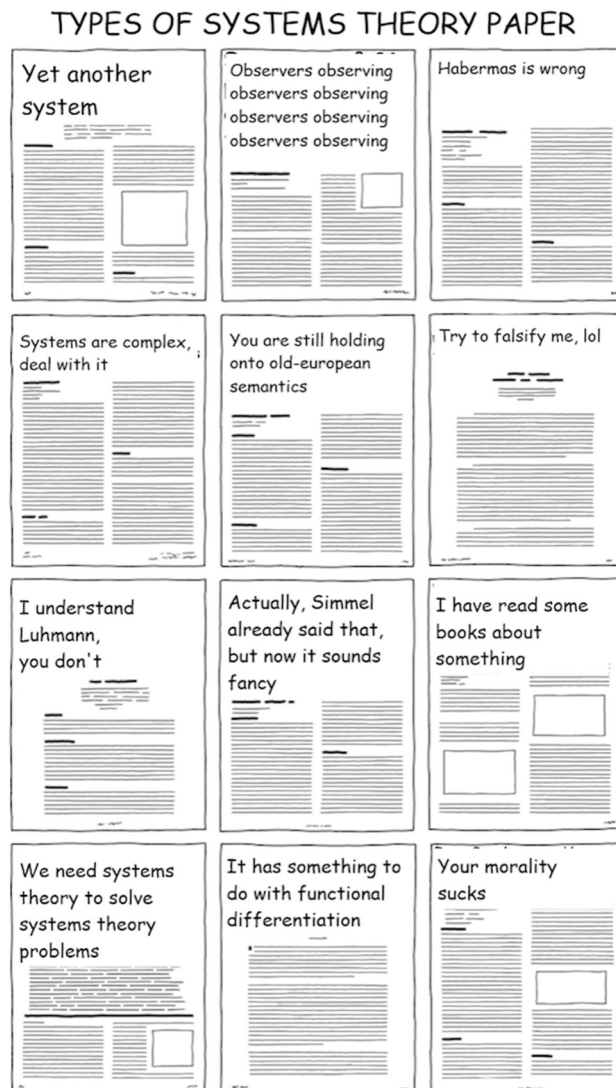 TYPES OF SYSTEMS THEORY PAPER
Yet another
system
Observers observing
observers observing
observers observing
observers observing
Habermas is wrong
Systems are complex,
deal with it
You are still holding
onto old-european
semantics
Try to falsify me, lol
I understand
Luhmann,
you don't
Actually, Simmel
already said that,
but now it sounds
fancy
I have read some
books about
something
We need systems
theory to solve
systems theory
problems
It has something to
do with functional
differentiation
Your morality
sucks